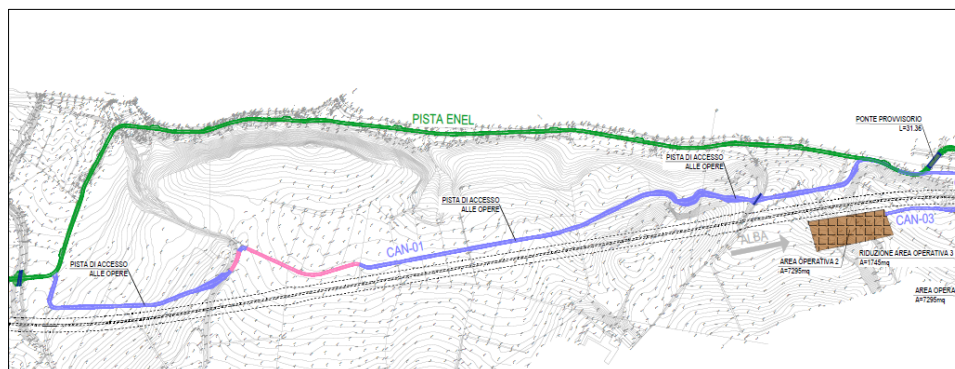 PISTA ENEL
PONTE PROVVISORIO
L=31.36
PISTA DI ACCESSO
ALLE OPERE
PISTA DI ACCESSO
ALLE OPERE
CAN-01
CAN-03
ALBA
PISTA DI ACCESSO
ALLE OPERE
AREA OPERATIVA 2
A=7295mq
RIDUZIONE AREA OPERATIVA 3
A=1745mq
AREA OPERA
A=7295mq